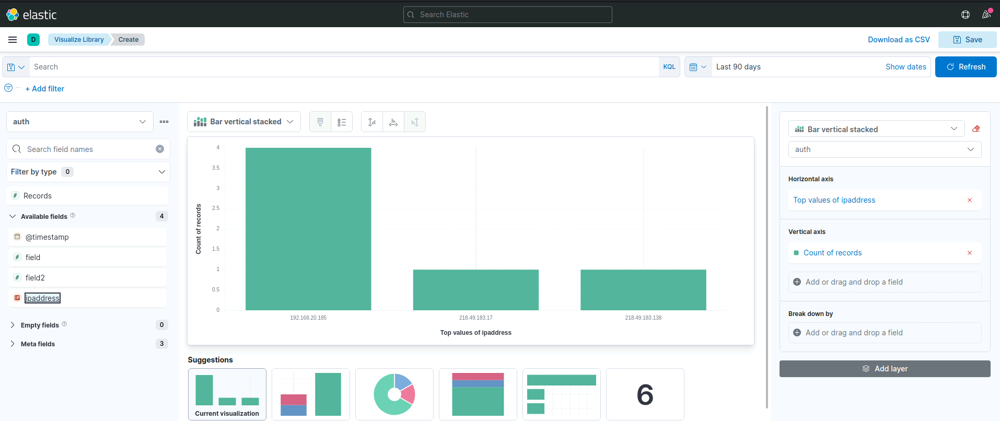 elastic
Search Elastic
D
Visualize Library
Create
Download as CSV
Save
Search
KQL
Last 90 days
Show dates
Refresh
+ Add filter
auth
Search field names
Filter by type 0
# Records
Available fields 4
@timestamp
# field
# field2
IP ipaddress
Empty fields 0
Meta fields 3
Bar vertical stacked
4
3.5
3
2.5
2
1.5
1
0.5
0
Count of records
192.168.20.185
218.49.183.17
218.49.183.138
Top values of ipaddress
Suggestions
Current visualization
6
Bar vertical stacked
auth
Horizontal axis
Top values of ipaddress
Vertical axis
Count of records
Add or drag and drop a field
Break down by
Add or drag and drop a field
Add layer